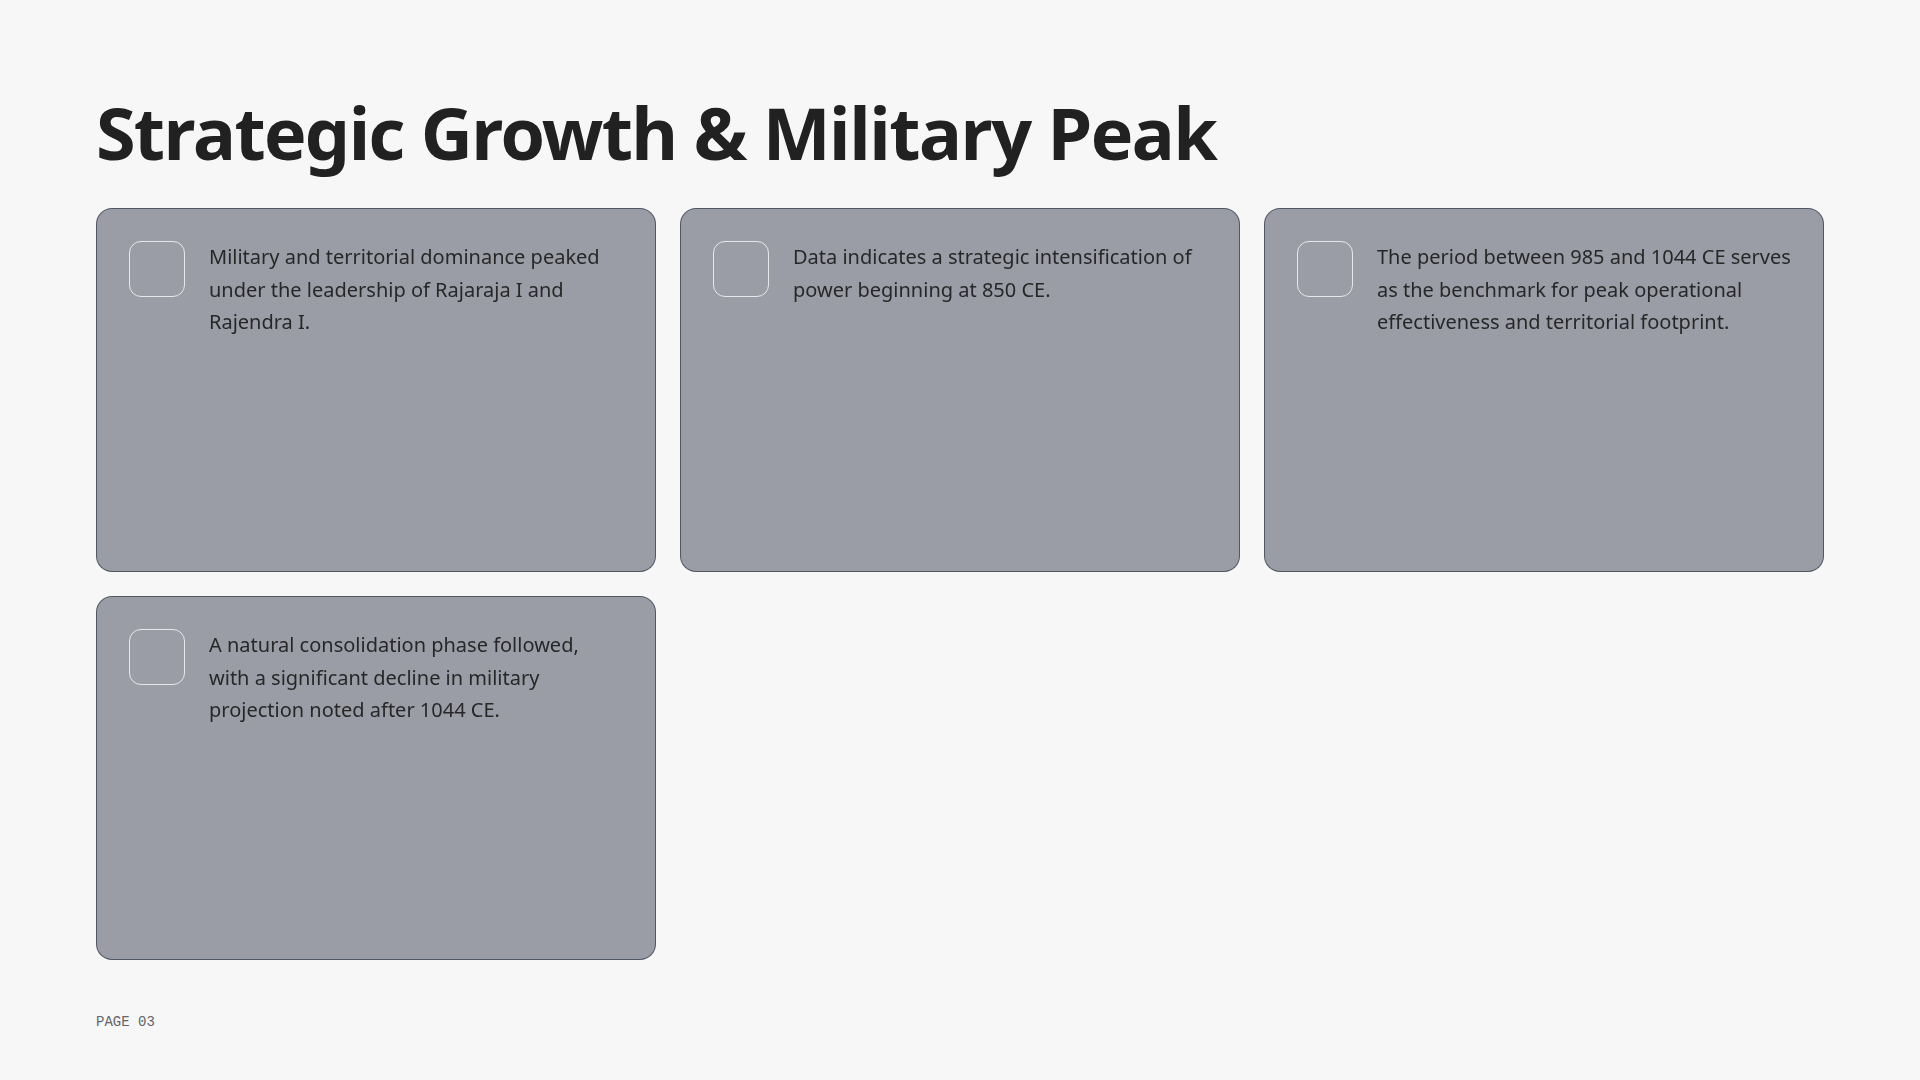 Strategic Growth & Military Peak
Military and territorial dominance peaked
under the leadership of Rajaraja I and
Rajendra I.
Data indicates a strategic intensification of
power beginning at 850 CE.
The period between 985 and 1044 CE serves
as the benchmark for peak operational
effectiveness and territorial footprint.
A natural consolidation phase followed,
with a significant decline in military
projection noted after 1044 CE.
PAGE 03